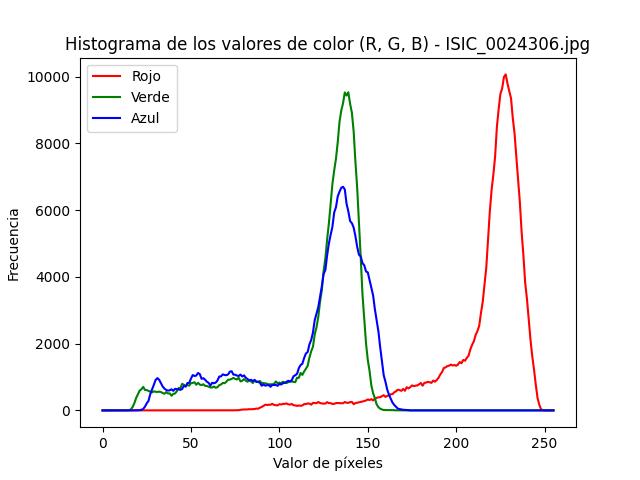 Histograma de los valores de color (R, G, B) - ISIC_0024306.jpg
Rojo
Verde
Azul
10000
8000
6000
4000
2000
0
Frecuencia
0 50 100 150 200 250
Valor de píxeles